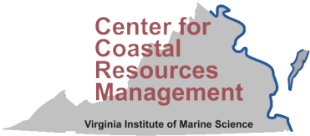 Center for
Coastal
Resources
Management
Virginia Institute of Marine Science